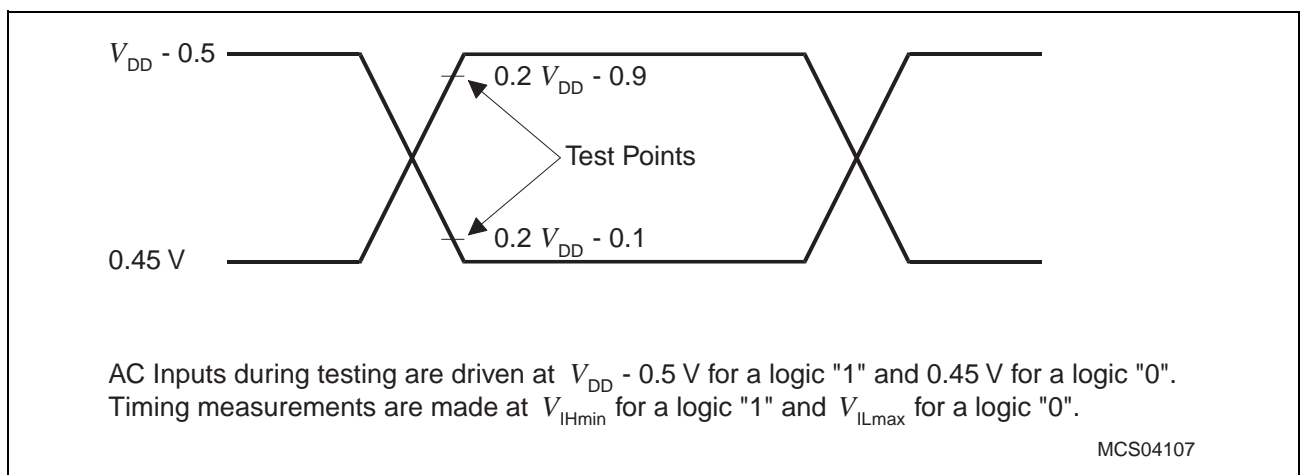 V_DD - 0.5
0.2 V_DD - 0.9
Test Points
0.2 V_DD - 0.1
0.45 V
AC Inputs during testing are driven at V_DD - 0.5 V for a logic "1" and 0.45 V for a logic "0".
Timing measurements are made at V_IHmin for a logic "1" and V_ILmax for a logic "0".
MCS04107